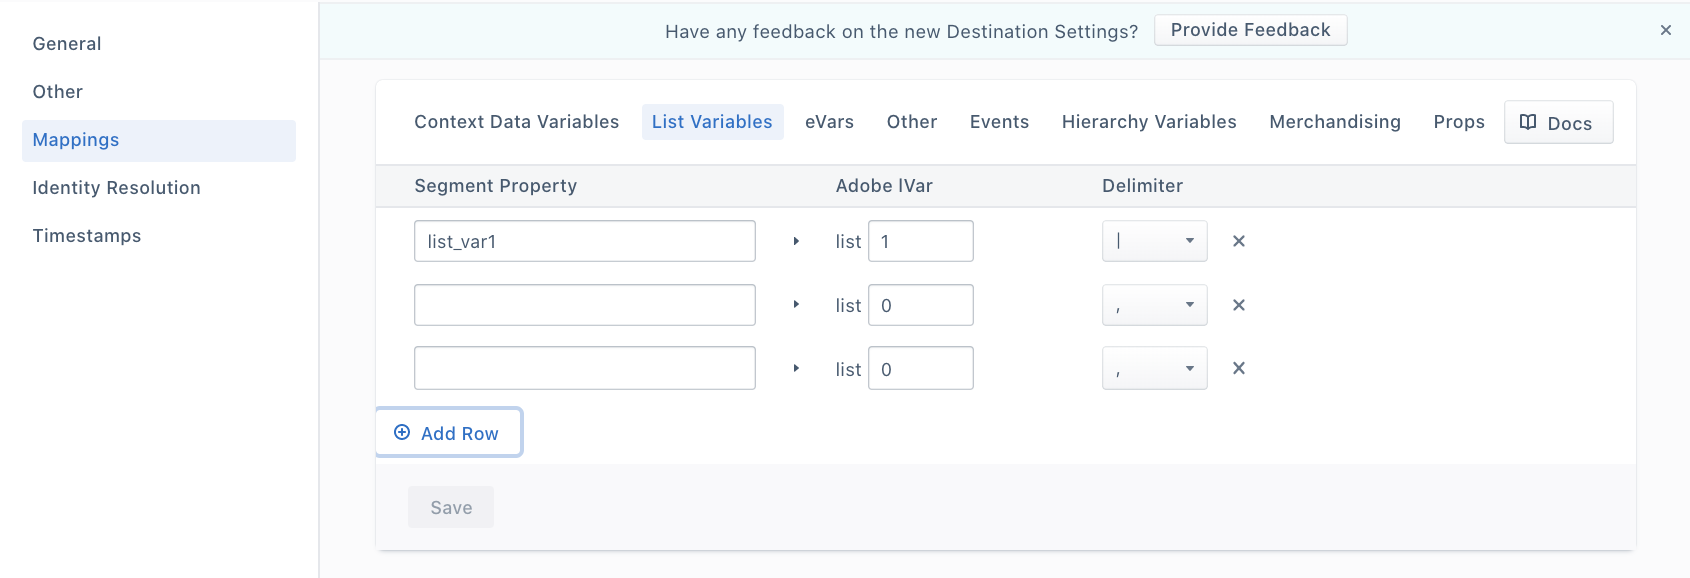 Have any feedback on the new Destination Settings? Provide Feedback
General
Other
Mappings
Identity Resolution
Timestamps
Context Data Variables List Variables eVars Other Events Hierarchy Variables Merchandising Props Docs
Segment Property Adobe lVar Delimiter
list_var1 list 1 |
list 0 ,
list 0 ,
Add Row
Save